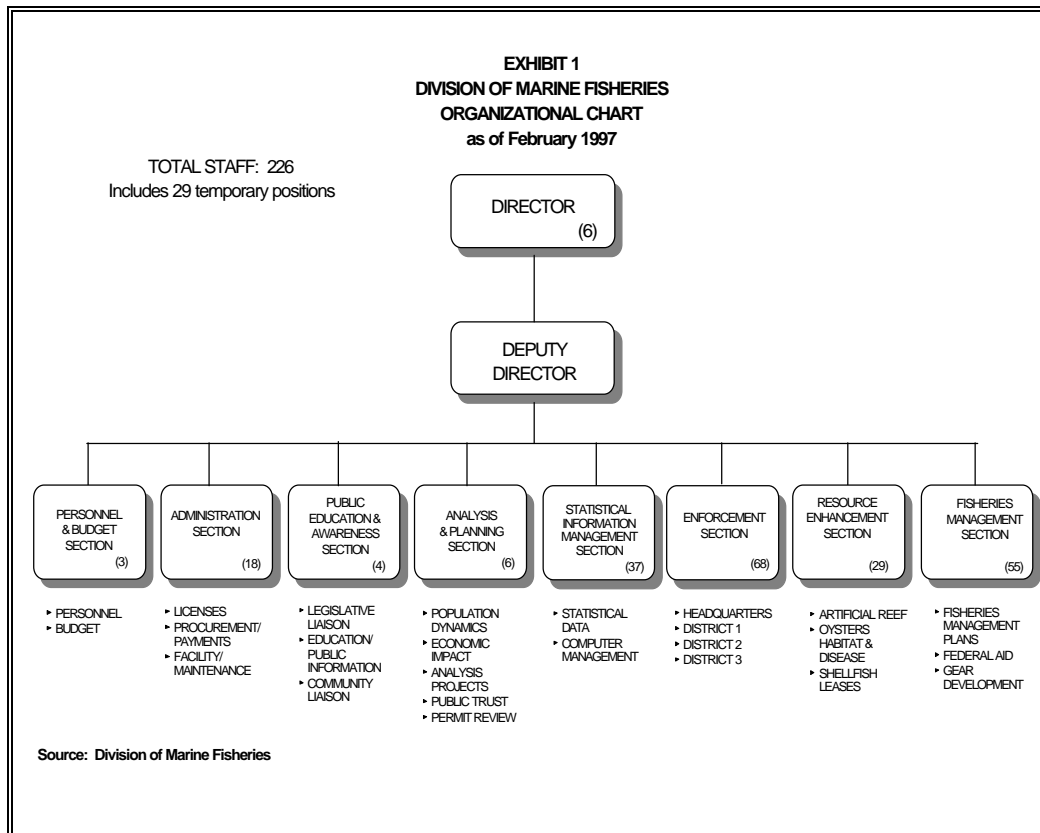 EXHIBIT 1
DIVISION OF MARINE FISHERIES
ORGANIZATIONAL CHART
as of February 1997
TOTAL STAFF: 226
Includes 29 temporary positions
DIRECTOR
(6)
DEPUTY
DIRECTOR
PERSONNEL
& BUDGET
SECTION
(3)
ADMINISTRATION
SECTION
(18)
PUBLIC
EDUCATION &
AWARENESS
SECTION
(4)
ANALYSIS
& PLANNING
SECTION
(6)
STATISTICAL
INFORMATION
MANAGEMENT
SECTION
(37)
ENFORCEMENT
SECTION
(68)
RESOURCE
ENHANCEMENT
SECTION
(29)
FISHERIES
MANAGEMENT
SECTION
(55)
PERSONNEL
BUDGET
LICENSES
PROCUREMENT/
PAYMENTS
FACILITY/
MAINTENANCE
LEGISLATIVE
LIAISON
EDUCATION/
PUBLIC
INFORMATION
COMMUNITY
LIAISON
POPULATION
DYNAMICS
ECONOMIC
IMPACT
ANALYSIS
PROJECTS
PUBLIC TRUST
PERMIT REVIEW
STATISTICAL
DATA
COMPUTER
MANAGEMENT
HEADQUARTERS
DISTRICT 1
DISTRICT 2
DISTRICT 3
ARTIFICIAL REEF
OYSTERS
HABITAT &
DISEASE
SHELLFISH
LEASES
FISHERIES
MANAGEMENT
PLANS
FEDERAL AID
GEAR
DEVELOPMENT
Source: Division of Marine Fisheries